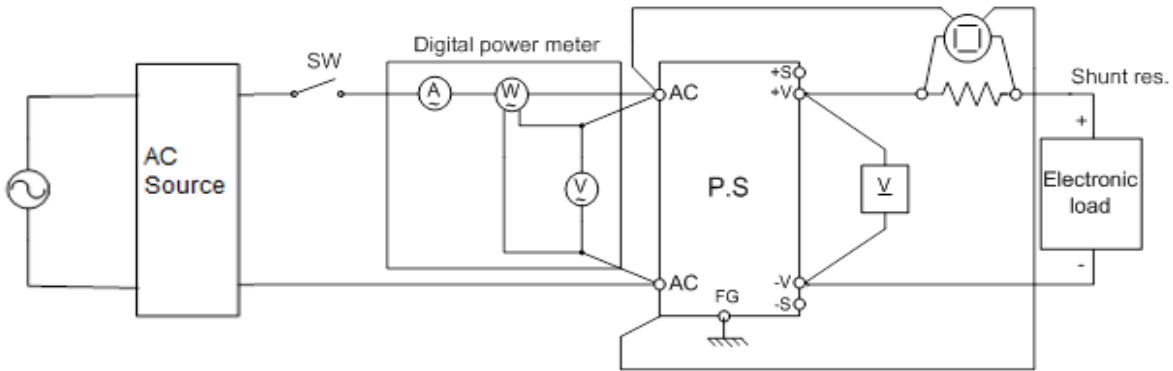 Digital power meter
SW
A
W
V
AC
Source
AC
AC
P.S
FG
+S
+V
-V
-S
V
Shunt res.
+
Electronic
load
-